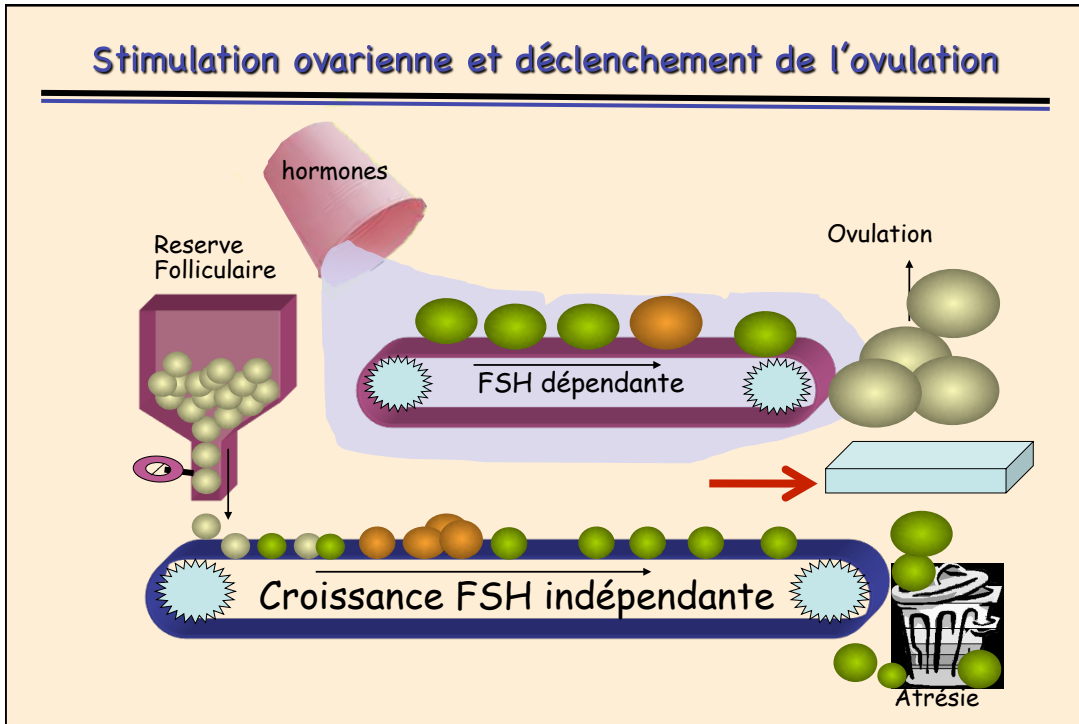 Stimulation ovarienne et déclenchement de l'ovulation
hormones
Reserve
Folliculaire
Ovulation
FSH dépendante
Croissance FSH indépendante
Atrésie